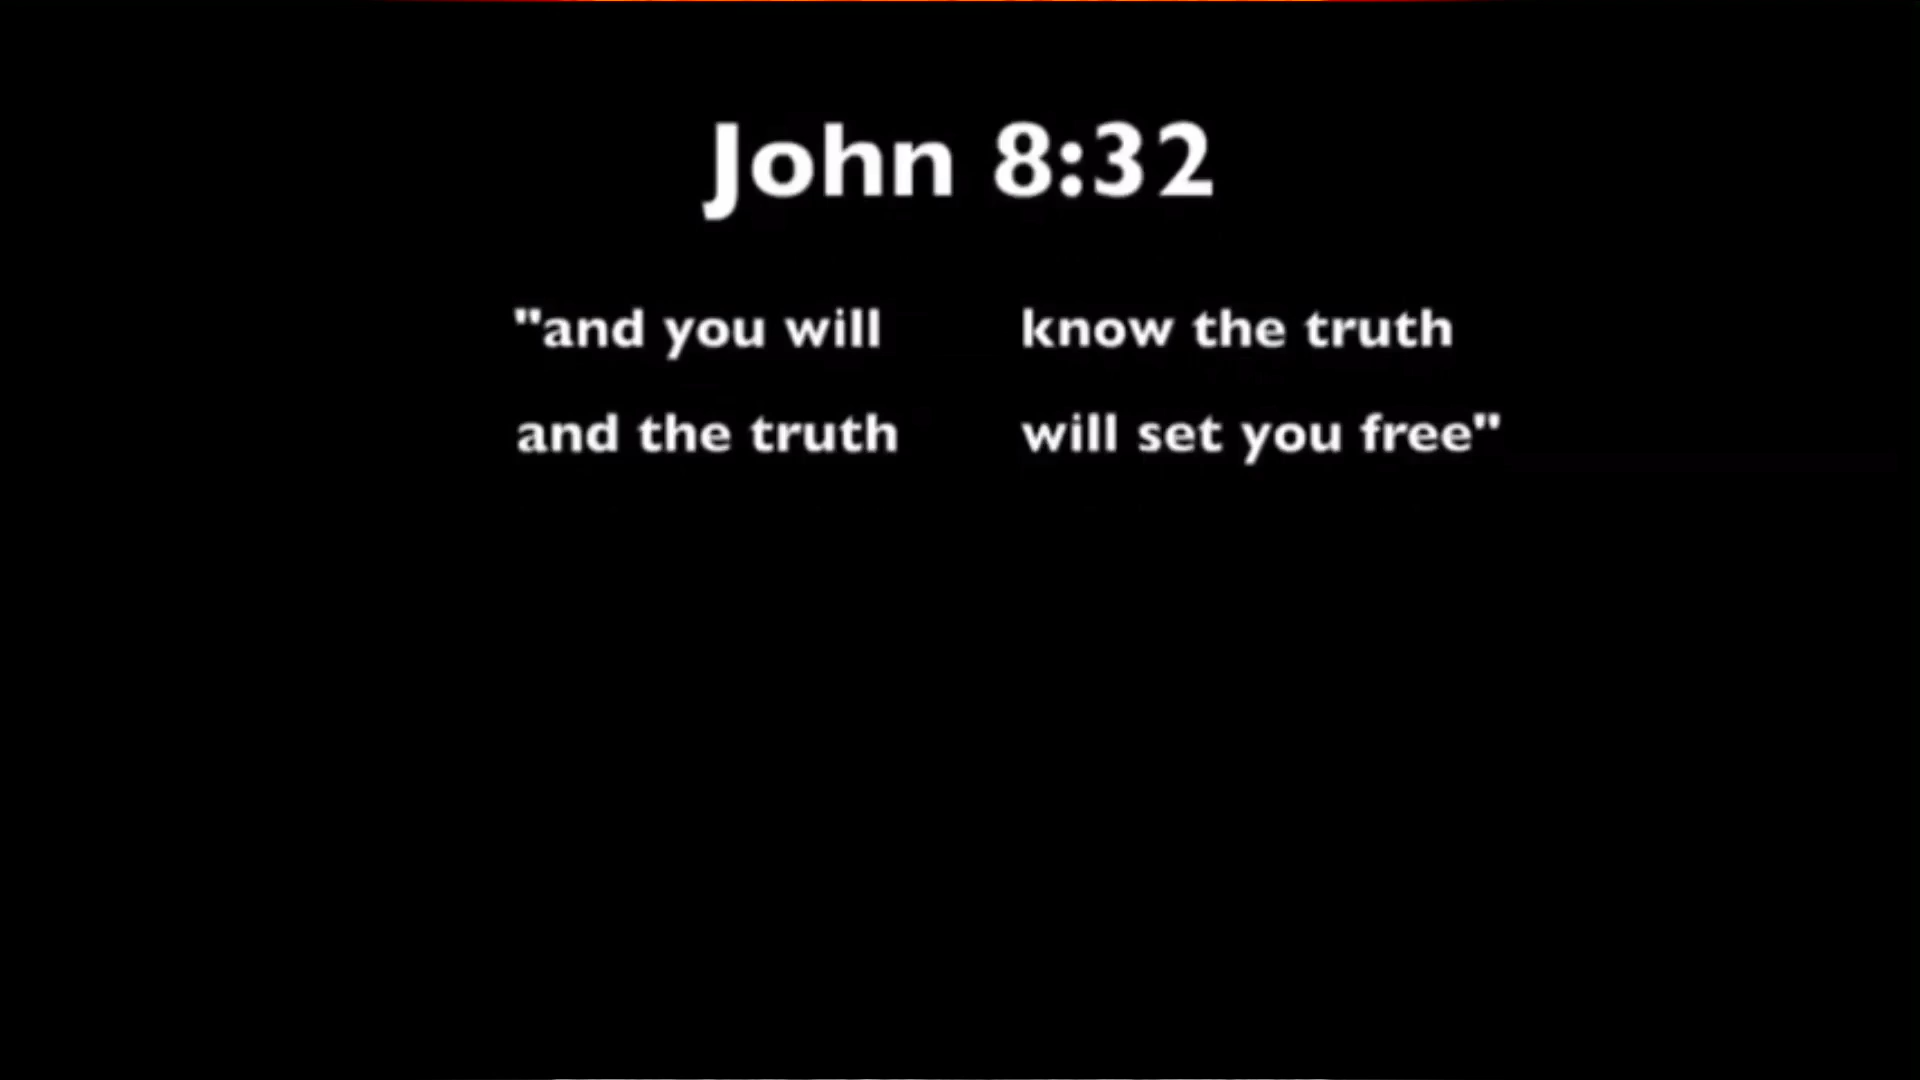 John 8:32
"and you will know the truth
and the truth will set you free"